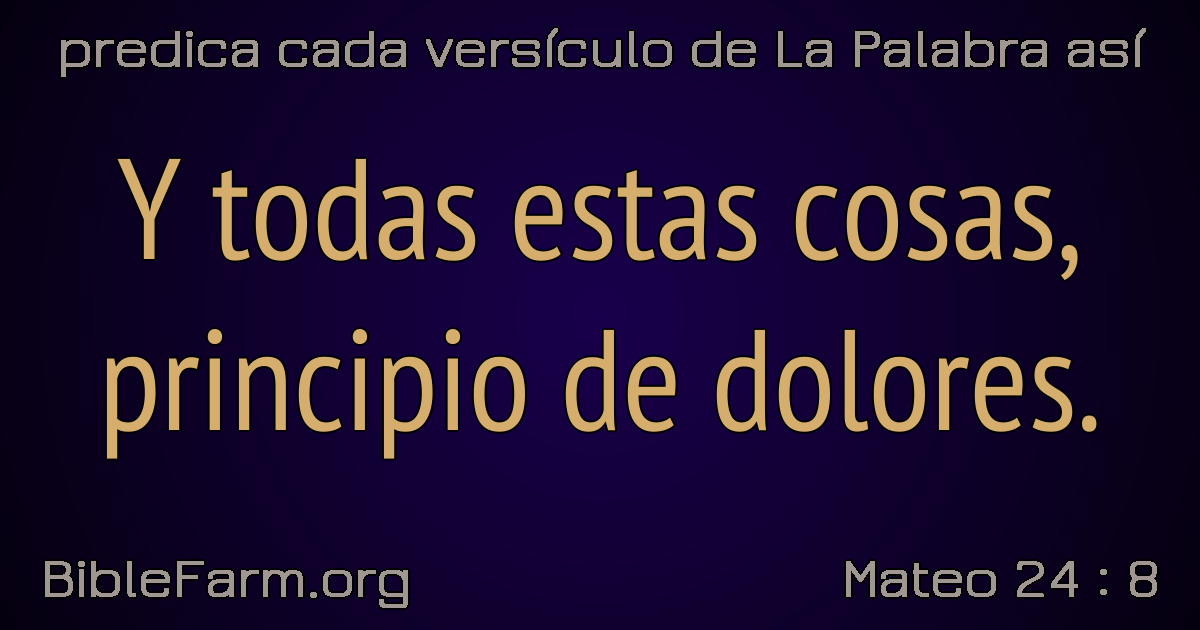 predica cada versículo de La Palabra así
Y todas estas cosas,
principio de dolores.
BibleFarm.org
Mateo 24 : 8